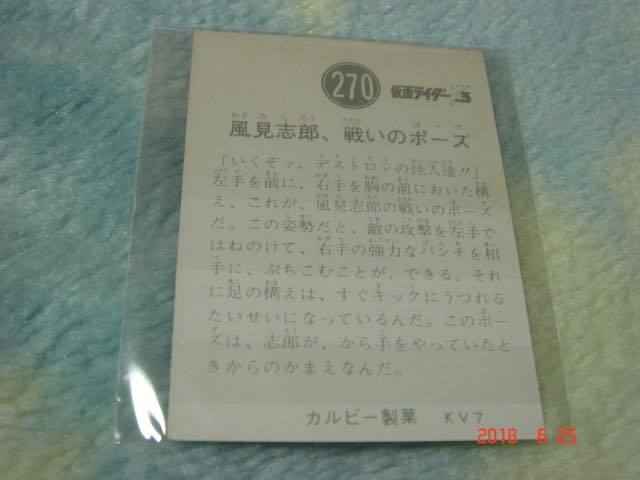 270 仮面ライダーV3
風見志郎、戦いのポーズ
「いくぞッ、デストロンの怪人達!!」
左手を前に、右手を胸の前においた構
え、これが、風見志郎の戦いのポーズ
だ。この姿勢だと、敵の攻撃を左手で
はねのけて、右手の強力なパンチを相
手に、ぶちこむことが、できる。それ
に足の構えは、すぐキックにうつれる
たいせいになっているんだ。このポー
ズは、志郎が、から手をやっていたと
きからのかまえなんだ。
カルビー製菓 KV7
2018 6 25